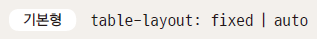 기본형 table-layout: fixed | auto